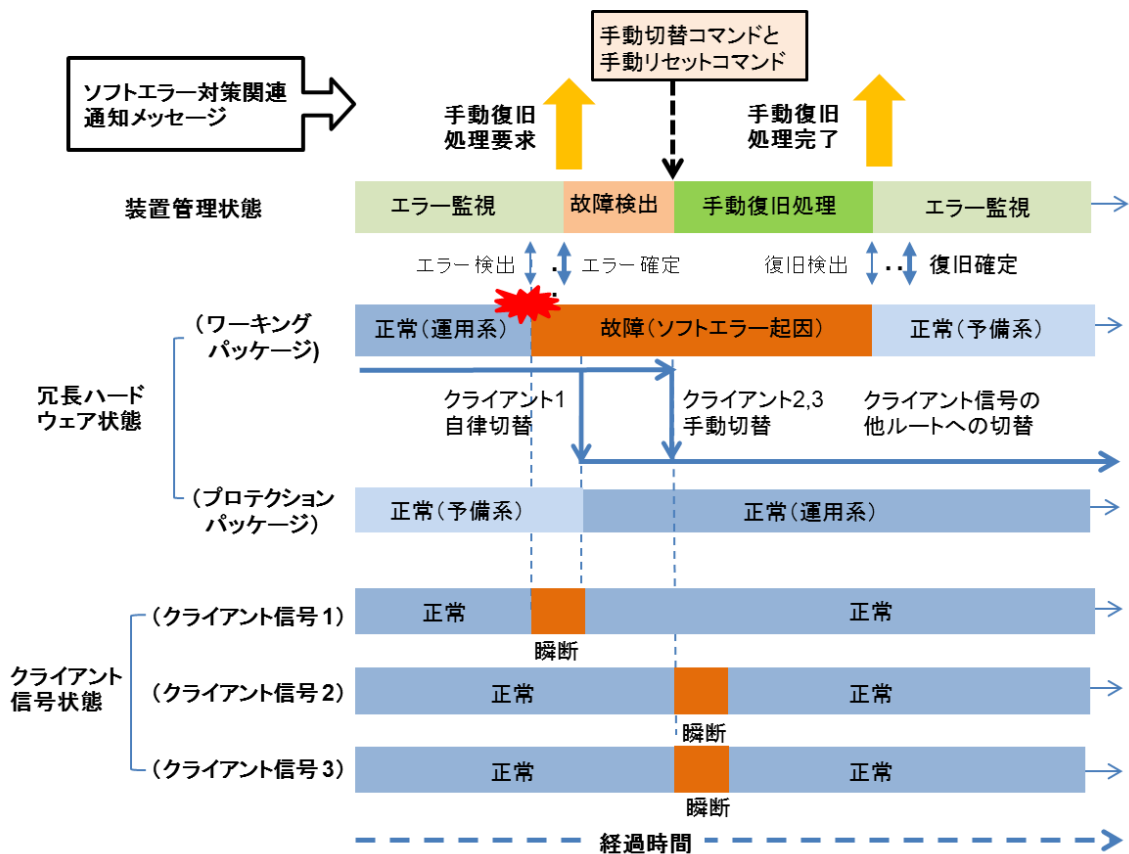 手動切替コマンドと
手動リセットコマンド
ソフトエラー対策関連
通知メッセージ
手動復旧
処理要求
手動復旧
処理完了
装置管理状態
エラー監視
故障検出
手動復旧処理
エラー監視
エラー検出
エラー確定
復旧検出
復旧確定
(ワーキング
パッケージ)
正常(運用系)
故障(ソフトエラー起因)
正常(予備系)
冗長ハード
ウェア状態
クライアント1
自律切替
クライアント2,3
手動切替
クライアント信号の
他ルートへの切替
(プロテクション
パッケージ)
正常(予備系)
正常(運用系)
(クライアント信号1)
正常
正常
瞬断
クライアント
信号状態
(クライアント信号2)
正常
正常
瞬断
(クライアント信号3)
正常
正常
瞬断
経過時間